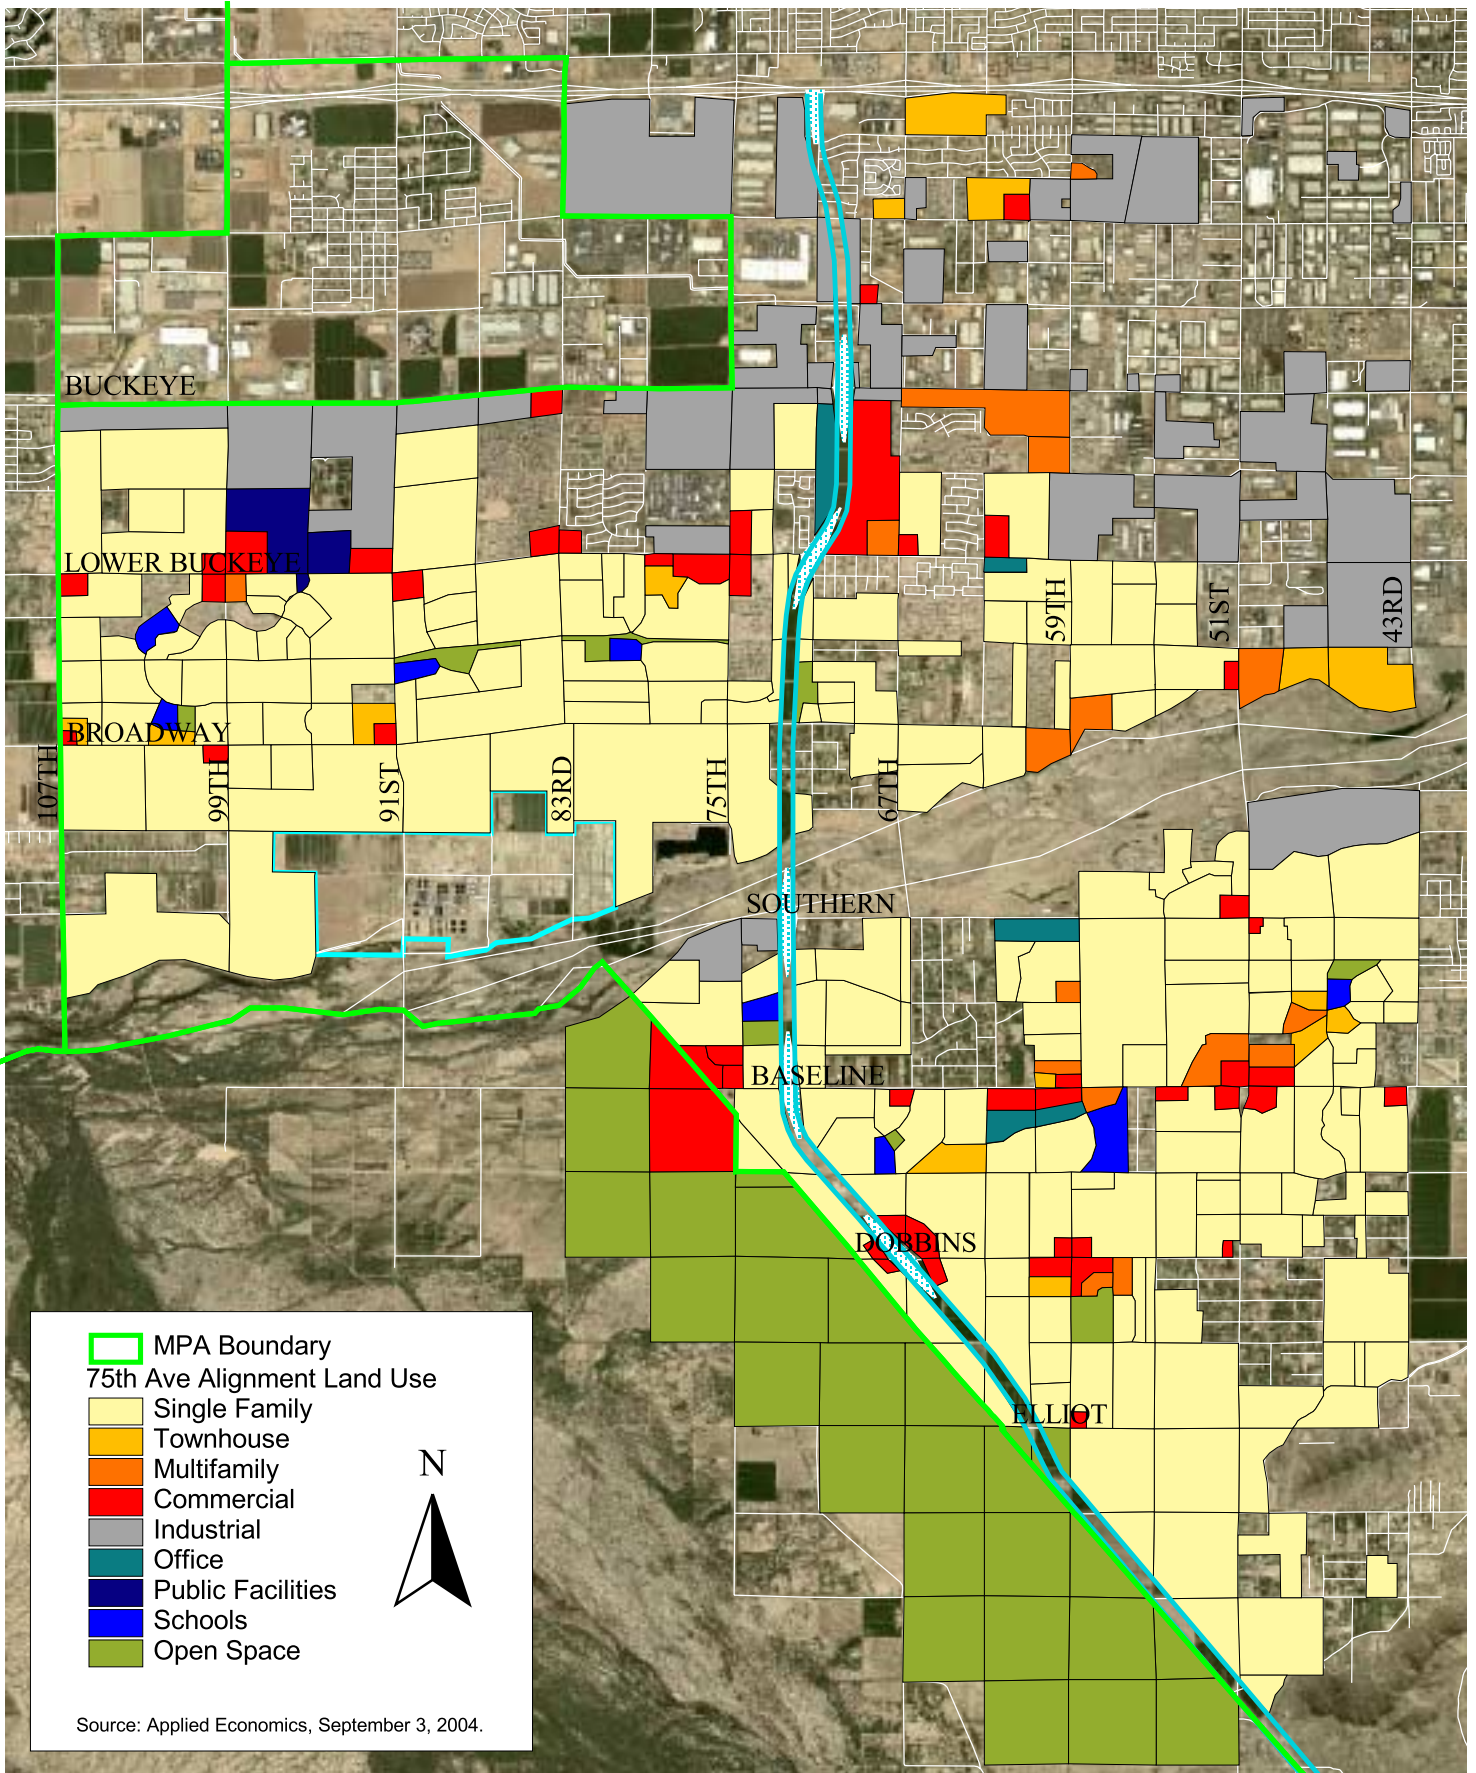 BUCKEYE
LOWER BUCKEYE
59TH
51ST
43RD
BROADWAY
107TH
99TH
91ST
83RD
75TH
67TH
SOUTHERN
BASELINE
DOBBINS
ELLIOT
MPA Boundary
75th Ave Alignment Land Use
Single Family
Townhouse
Multifamily
Commercial
Industrial
Office
Public Facilities
Schools
Open Space
N
Source: Applied Economics, September 3, 2004.